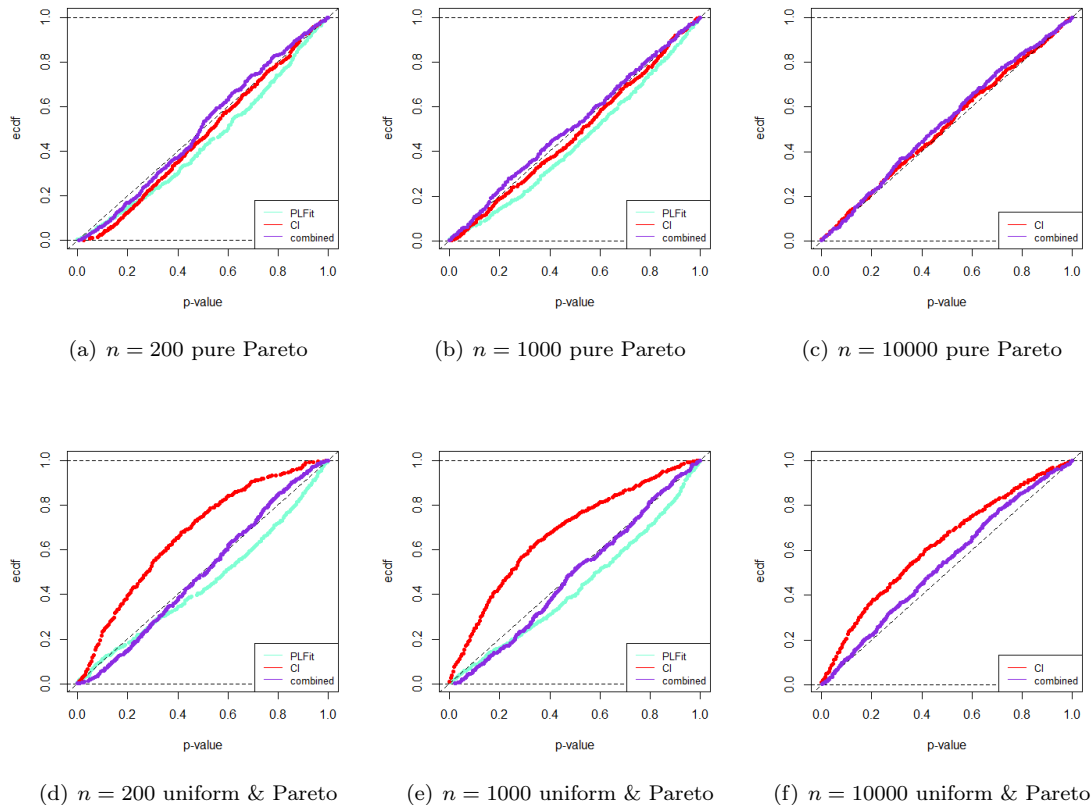 ecdf
0.0 0.2 0.4 0.6 0.8 1.0
PLFit
CI
combined
0.0 0.2 0.4 0.6 0.8 1.0
p-value
(a) n = 200 pure Pareto
ecdf
0.0 0.2 0.4 0.6 0.8 1.0
PLFit
CI
combined
0.0 0.2 0.4 0.6 0.8 1.0
p-value
(b) n = 1000 pure Pareto
ecdf
0.0 0.2 0.4 0.6 0.8 1.0
CI
combined
0.0 0.2 0.4 0.6 0.8 1.0
p-value
(c) n = 10000 pure Pareto
ecdf
0.0 0.2 0.4 0.6 0.8 1.0
PLFit
CI
combined
0.0 0.2 0.4 0.6 0.8 1.0
p-value
(d) n = 200 uniform & Pareto
ecdf
0.0 0.2 0.4 0.6 0.8 1.0
PLFit
CI
combined
0.0 0.2 0.4 0.6 0.8 1.0
p-value
(e) n = 1000 uniform & Pareto
ecdf
0.0 0.2 0.4 0.6 0.8 1.0
CI
combined
0.0 0.2 0.4 0.6 0.8 1.0
p-value
(f) n = 10000 uniform & Pareto